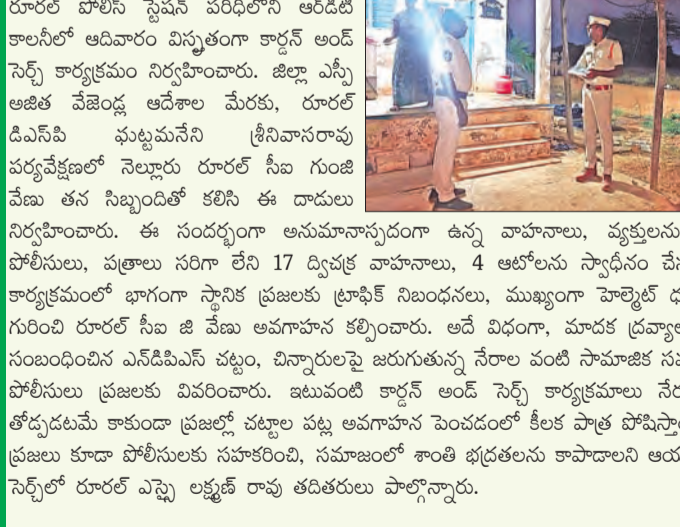 రూరల్ పోలీస్ స్టేషన్ పరిధిలోని ఆర్‌డిటి
కాలనీలో ఆదివారం విస్తృతంగా కార్డన్ అండ్
సెర్చ్ కార్యక్రమం నిర్వహించారు. జిల్లా ఎస్పీ
అజిత వేజెండ్ల ఆదేశాల మేరకు, రూరల్
డిఎస్‌పి ఘట్టమనేని శ్రీనివాసరావు
పర్యవేక్షణలో నెల్లూరు రూరల్ సీఐ గుంజి
వేణు తన సిబ్బందితో కలిసి ఈ దాడులు
నిర్వహించారు. ఈ సందర్భంగా అనుమానాస్పదంగా ఉన్న వాహనాలు, వ్యక్తులను
పోలీసులు, పత్రాలు సరిగా లేని 17 ద్విచక్ర వాహనాలు, 4 ఆటోలను స్వాధీనం
కార్యక్రమంలో భాగంగా స్థానిక ప్రజలకు ట్రాఫిక్ నిబంధనలు, ముఖ్యంగా హెల్మెట్
గురించి రూరల్ సీఐ జి వేణు అవగాహన కల్పించారు. అదే విధంగా, మాదక
సంబంధించిన ఎన్‌డిపిఎస్ చట్టం, చిన్నారులపై జరుగుతున్న నేరాల వంటి సామాజిక
పోలీసులు ప్రజలకు వివరించారు. ఇటువంటి కార్డన్ అండ్ సెర్చ్ కార్యక్రమాలు
తోడ్పడటమే కాకుండా ప్రజల్లో చట్టాల పట్ల అవగాహన పెంచడంలో కీలక పాత్ర
ప్రజలు కూడా పోలీసులకు సహకరించి, సమాజంలో శాంతి భద్రతలను కాపాడాలని
సెర్చ్‌లో రూరల్ ఎస్సై లక్ష్మణ్ రావు తదితరులు పాల్గొన్నారు.